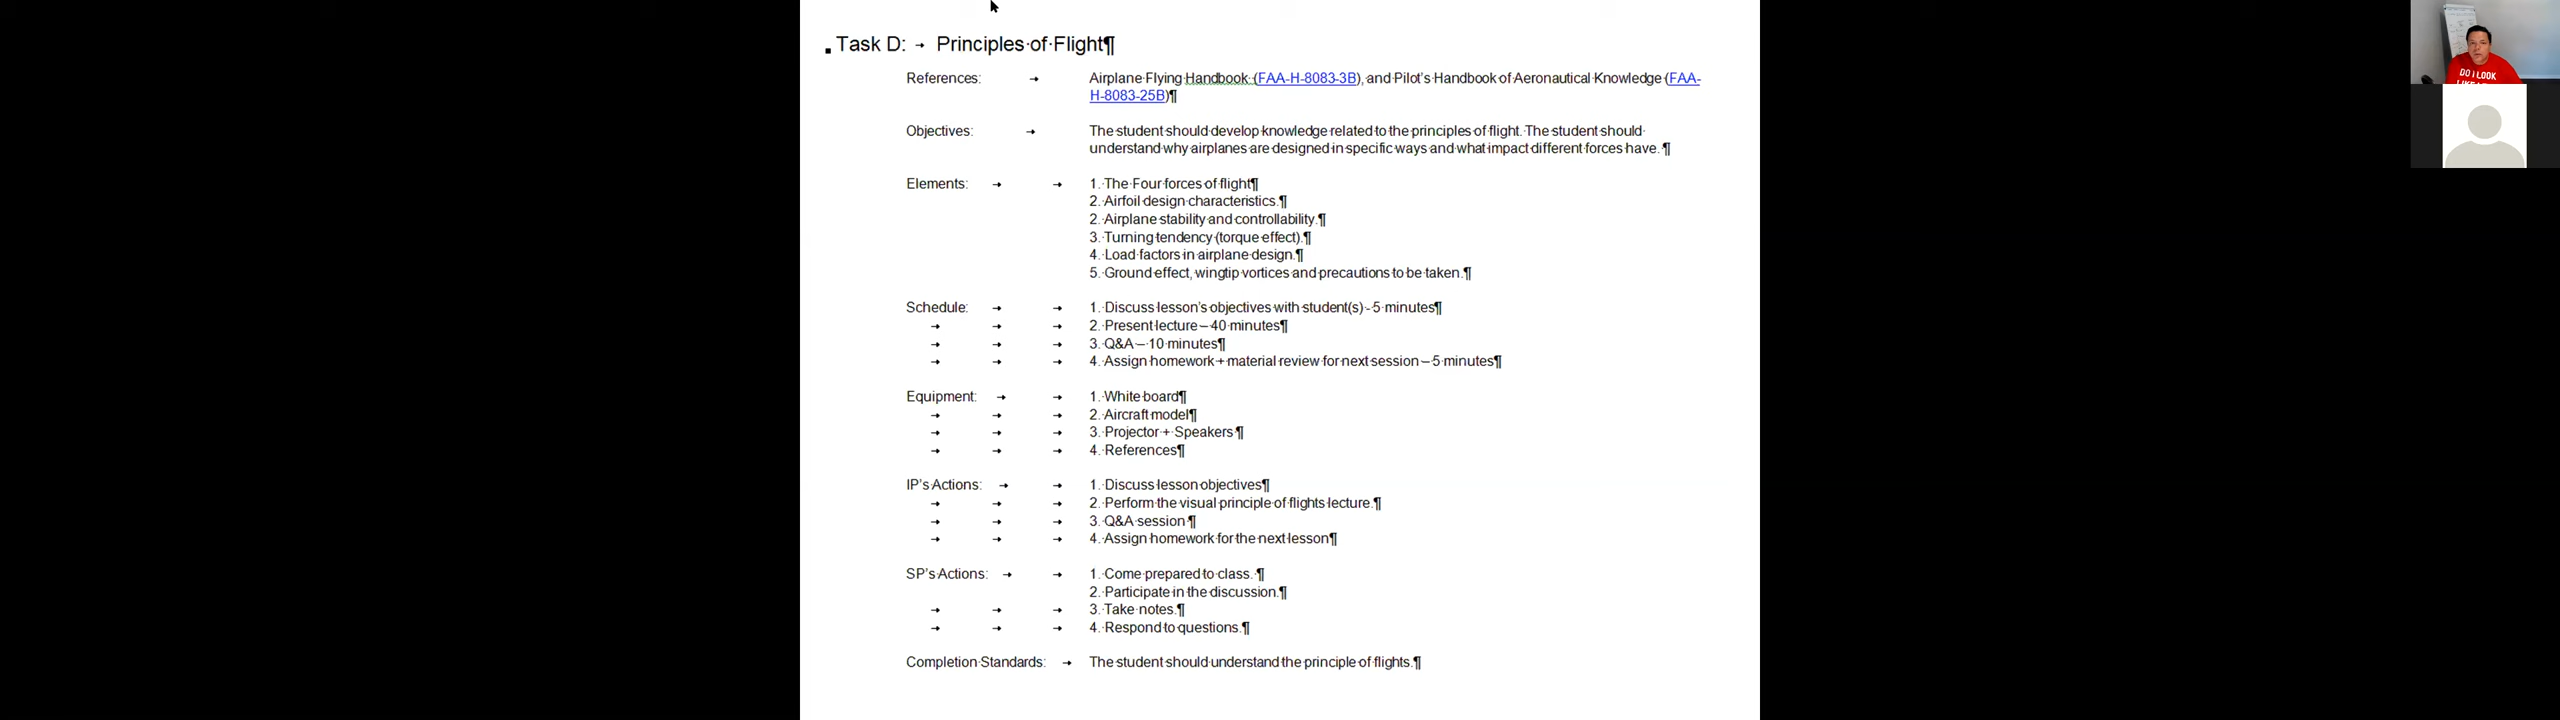 Task D: Principles of Flight
References: Airplane Flying Handbook (FAA-H-8083-3B), and Pilot's Handbook of Aeronautical Knowledge (FAA-
H-8083-25B)
Objectives: The student should develop knowledge related to the principles of flight. The student should
understand why airplanes are designed in specific ways and what impact different forces have.
Elements: 1. The Four forces of flight
2. Airfoil design characteristics.
2. Airplane stability and controllability.
3. Turning tendency (torque effect).
4. Load factors in airplane design.
5. Ground effect, wingtip vortices and precautions to be taken.
Schedule: 1. Discuss lesson's objectives with student(s) - 5 minutes
2. Present lecture – 40 minutes
3. Q&A – 10 minutes
4. Assign homework + material review for next session – 5 minutes
Equipment: 1. White board
2. Aircraft model
3. Projector + Speakers
4. References
IP's Actions: 1. Discuss lesson objectives
2. Perform the visual principle of flights lecture.
3. Q&A session
4. Assign homework for the next lesson
SP's Actions: 1. Come prepared to class.
2. Participate in the discussion.
3. Take notes.
4. Respond to questions.
Completion Standards: The student should understand the principle of flights.
DO I LOOK